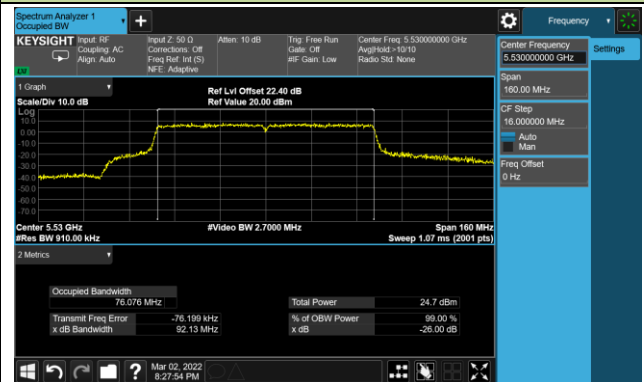 Spectrum Analyzer 1
Occupied BW
Frequency
KEYSIGHT
Input: RF
Coupling: AC
Align: Auto
Input Z: 50 Ω
Corrections: Off
Freq Ref: Int (S)
NFE: Adaptive
Atten: 10 dB
Trig: Free Run
Gate: Off
#IF Gain: Low
Center Freq: 5.530000000 GHz
Avg|Hold:>10/10
Radio Std: None
Center Frequency
5.530000000 GHz
Settings
Span
160.00 MHz
CF Step
16.000000 MHz
Auto
Man
Freq Offset
0 Hz
1 Graph
Scale/Div 10.0 dB
Ref Lvl Offset 22.40 dB
Ref Value 20.00 dBm
Log
10.0
0.00
-10.0
-20.0
-30.0
-40.0
-50.0
-60.0
-70.0
Center 5.53 GHz
#Res BW 910.00 kHz
#Video BW 2.7000 MHz
Span 160 MHz
Sweep 1.07 ms (2001 pts)
2 Metrics
Occupied Bandwidth
76.076 MHz
Total Power
24.7 dBm
Transmit Freq Error
-76.199 kHz
% of OBW Power
99.00 %
x dB Bandwidth
92.13 MHz
x dB
-26.00 dB
Mar 02, 2022
8:27:54 PM